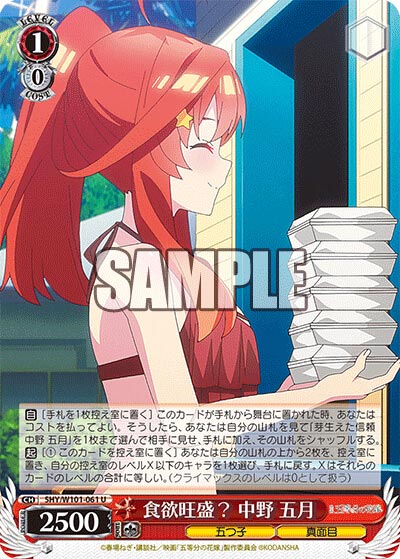 LEVEL
1
0
COST
SAMPLE
自［手札を1枚控え室に置く］このカードが手札から舞台に置かれた時、あなたは
コストを払ってよい。そうしたら、あなたは自分の山札を見て「芽生えた信頼
中野 五月」を1枚まで選んで相手に見せ、手札に加え、その山札をシャッフルする。
起［① このカードを控え室に置く］あなたは自分の山札の上から2枚を、控え室に
置き、自分の控え室のレベルX以下のキャラを1枚選び、手札に戻す。Xはそれら
のカードのレベルの合計に等しい。（クライマックスのレベルは0として扱う）
CH 5HY/W101-061 U
2500
食欲旺盛？ 中野 五月
五つ子
真面目
©春場ねぎ・講談社／映画「五等分の花嫁」製作委員会 ®KODANSHA